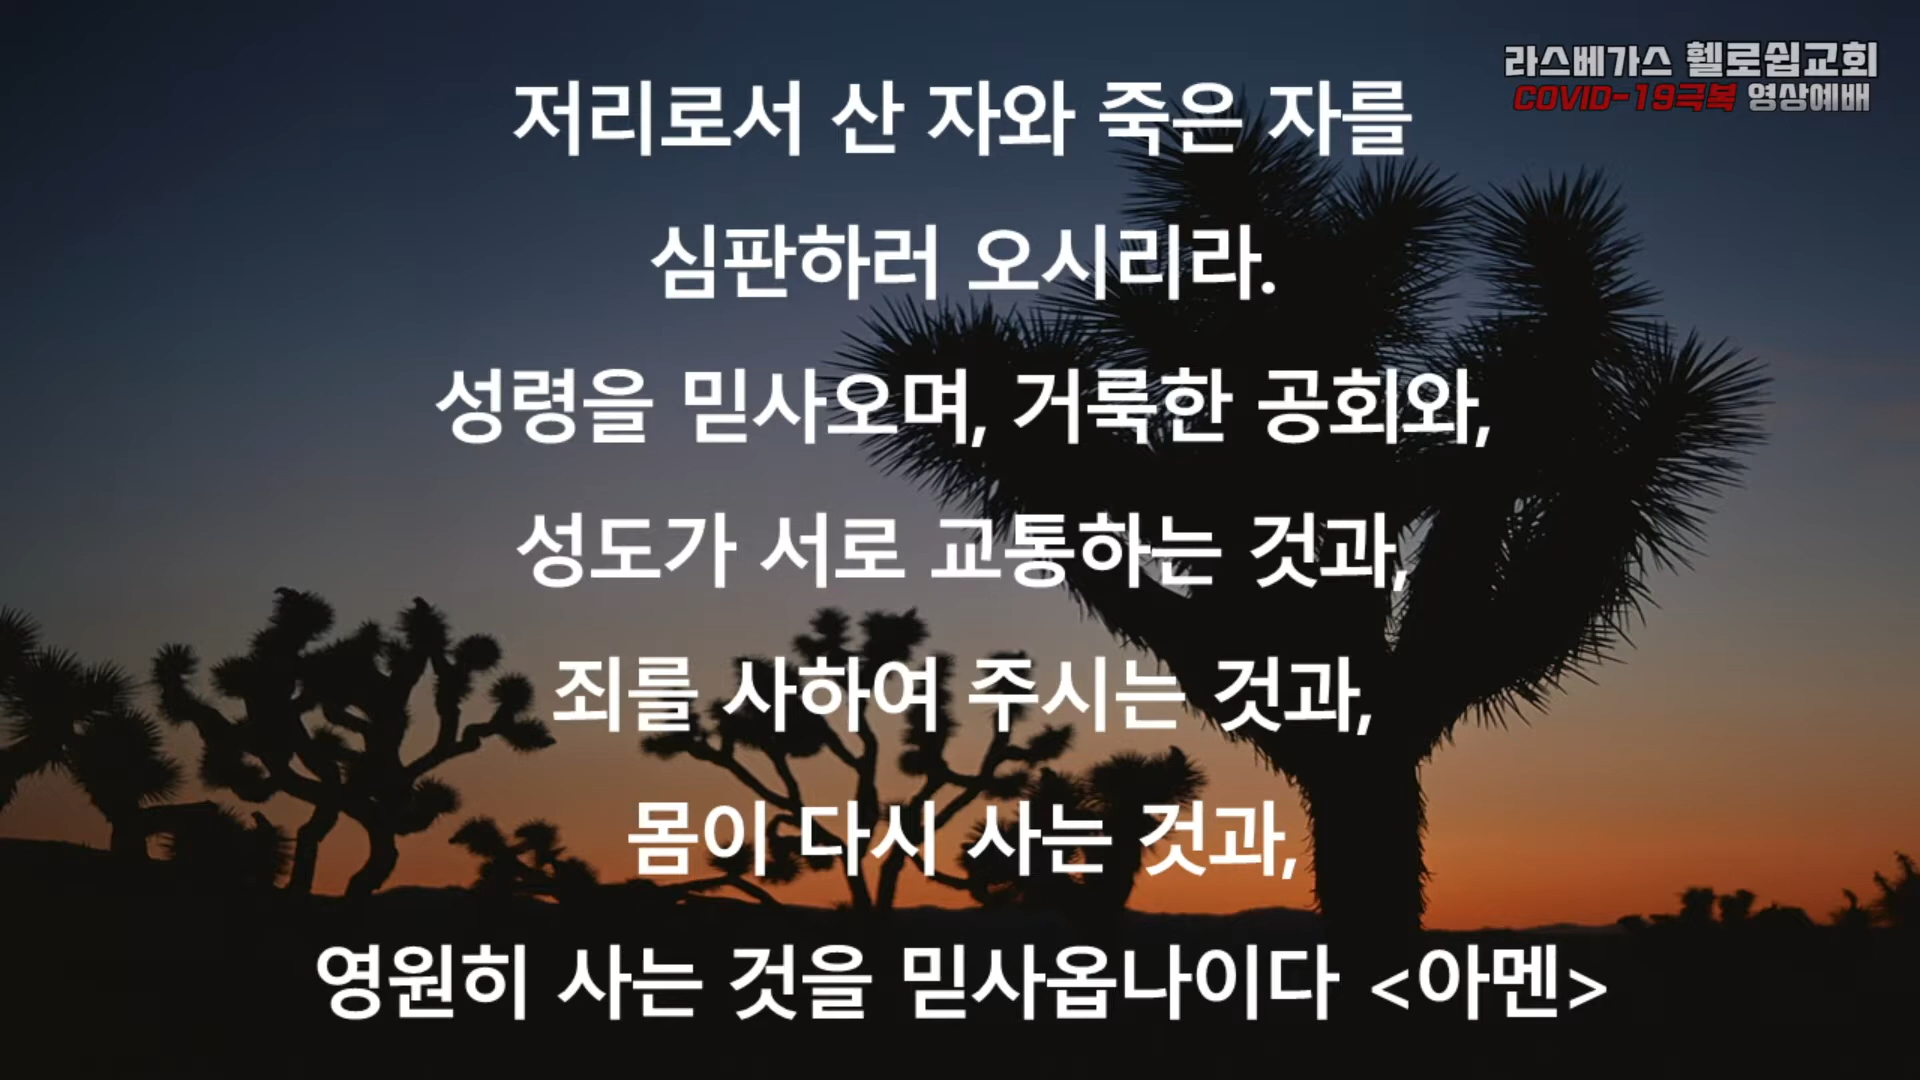 라스베가스 휄로쉽교회
COVID-19극복 영상예배
저리로서 산 자와 죽은 자를
심판하러 오시리라.
성령을 믿사오며, 거룩한 공회와,
성도가 서로 교통하는 것과,
죄를 사하여 주시는 것과,
몸이 다시 사는 것과,
영원히 사는 것을 믿사옵나이다 <아멘>